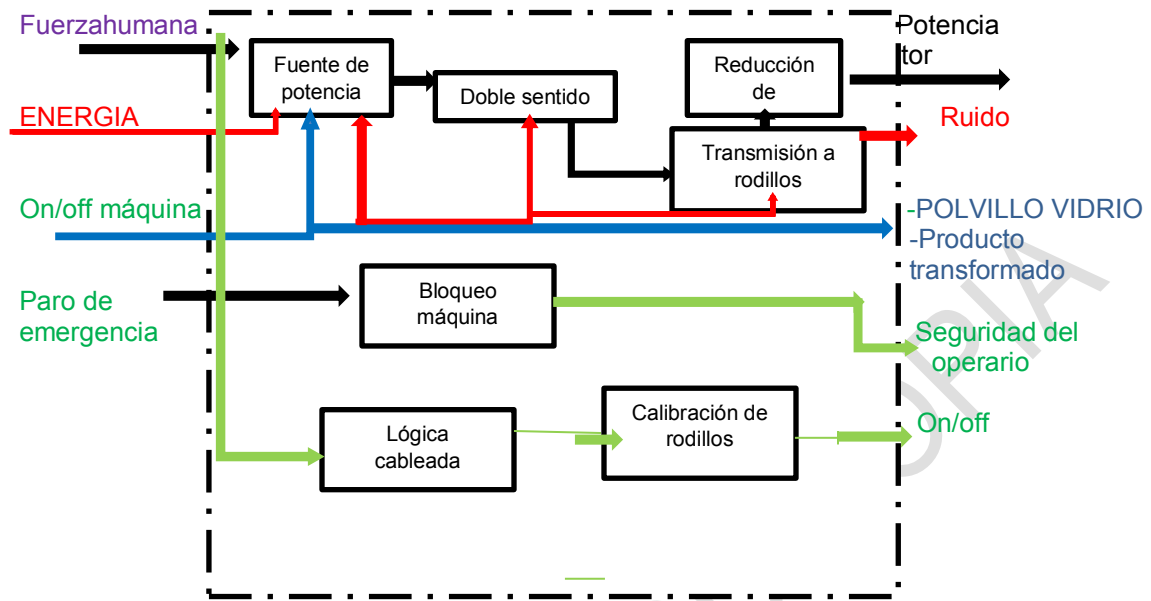 Fuerzahumana
ENERGIA
On/off máquina
Paro de
emergencia
Fuente de
potencia
Doble sentido
Reducción
de
Transmisión a
rodillos
Bloqueo
máquina
Lógica
cableada
Calibración de
rodillos
Potencia
tor
Ruido
-POLVILLO VIDRIO
-Producto
transformado
Seguridad del
operario
On/off
OPIA